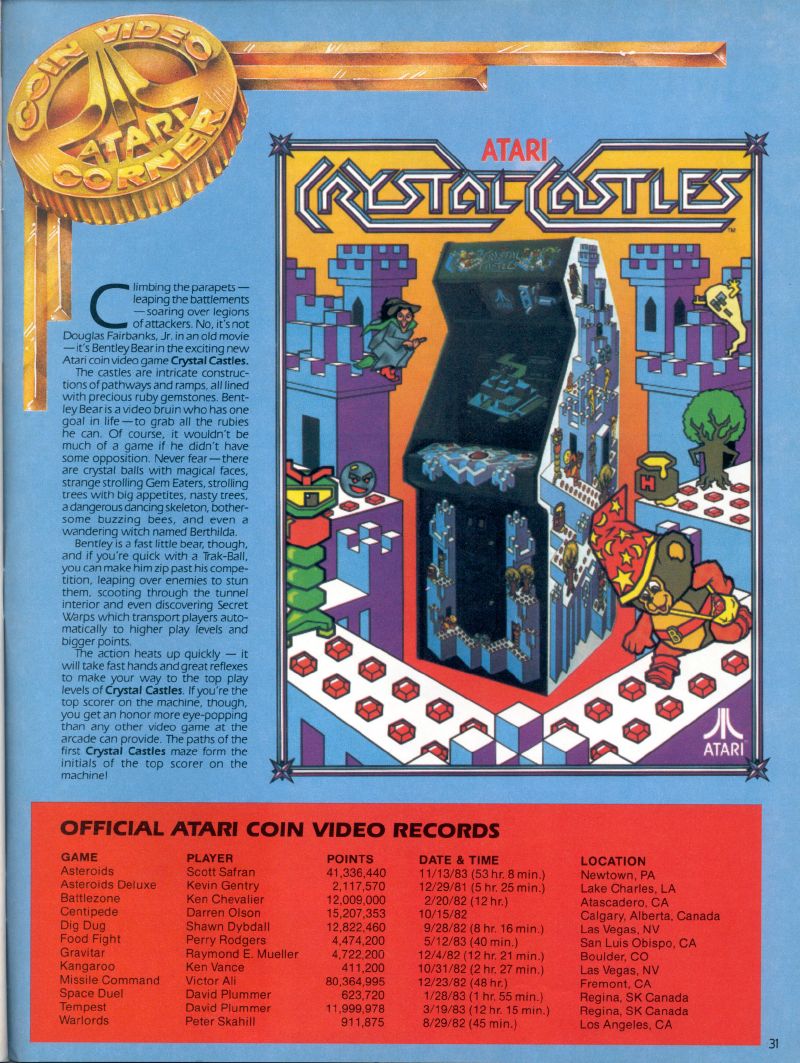 COIN VIDEO
ATARI
CORNER
ATARI
CRYSTAL CASTLES
TM
CRYSTAL CASTLES
Climbing the parapets —
leaping the battlements
— soaring over legions
of attackers. No, it's not
Douglas Fairbanks, Jr. in an old movie
— it's Bentley Bear in the exciting new
Atari coin video game Crystal Castles.
The castles are intricate construc-
tions of pathways and ramps, all lined
with precious ruby gemstones. Bent-
ley Bear is a video bruin who has one
goal in life — to grab all the rubies
he can. Of course, it wouldn't be
much of a game if he didn't have
some opposition. Never fear — there
are crystal balls with magical faces,
strange strolling Gem Eaters, strolling
trees with big appetites, nasty trees,
a dangerous dancing skeleton, bother-
some buzzing bees, and even a
wandering witch named Berthilda.
Bentley is a fast little bear, though,
and if you're quick with a Trak-Ball,
you can make him zip past his compe-
tition, leaping over enemies to stun
them, scooting through the tunnel
interior and even discovering Secret
Warps which transport players auto-
matically to higher play levels and
bigger points.
The action heats up quickly — it
will take fast hands and great reflexes
to make your way to the top play
levels of Crystal Castles. If you're the
top scorer on the machine, though,
you get an honor more eye-popping
than any other video game at the
arcade can provide. The paths of the
first Crystal Castles maze form the
initials of the top scorer on the
machine!
H
B
ATARI
OFFICIAL ATARI COIN VIDEO RECORDS
GAME PLAYER POINTS DATE & TIME LOCATION
Asteroids Scott Safran 41,336,440 11/13/83 (53 hr. 8 min.) Newtown, PA
Asteroids Deluxe Kevin Gentry 2,117,570 12/29/81 (5 hr. 25 min.) Lake Charles, LA
Battlezone Ken Chevalier 12,009,000 2/20/82 (12 hr.) Atascadero, CA
Centipede Darren Olson 15,207,353 10/15/82 Calgary, Alberta, Canada
Dig Dug Shawn Dybdall 12,822,460 9/28/82 (8 hr. 16 min.) Las Vegas, NV
Food Fight Perry Rodgers 4,474,200 5/12/83 (40 min.) San Luis Obispo, CA
Gravitar Raymond E. Mueller 4,722,200 12/4/82 (12 hr. 21 min.) Boulder, CO
Kangaroo Ken Vance 411,200 10/31/82 (2 hr. 27 min.) Las Vegas, NV
Missile Command Victor Ali 80,364,995 12/23/82 (48 hr.) Fremont, CA
Space Duel David Plummer 623,720 1/28/83 (1 hr. 55 min.) Regina, SK Canada
Tempest David Plummer 11,999,978 3/19/83 (12 hr. 15 min.) Regina, SK Canada
Warlords Peter Skahill 911,875 8/29/82 (45 min.) Los Angeles, CA
31